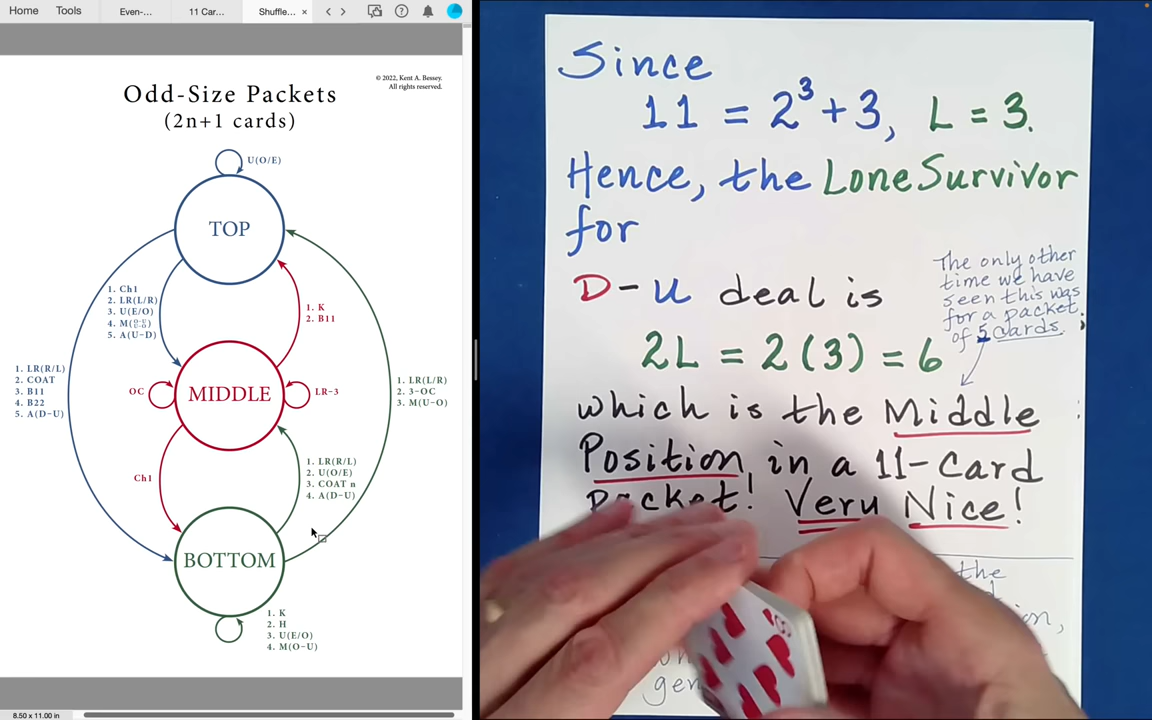 Home Tools Even-... 11 Car... Shuffle... ×
© 2022, Kent A. Bessey.
All rights reserved.
Odd-Size Packets
(2n+1 cards)
U(O/E)
TOP
1. Ch1
2. LR(L/R)
3. U(E/O)
5. A(U-D)
1. K
2. B11
1. LR(R/L)
2. COAT
3. B11
4. B22
5. A(D-U)
OC
MIDDLE
LR-3
1. LR(L/R)
2. 3-OC
3. M(U-O)
Ch1
1. LR(R/L)
2. U(O/E)
3. COAT n
4. A(D-U)
BOTTOM
1. K
2. H
3. U(E/O)
4. M(O-U)
8.50 x 11.00 in
Since
11 = 2³ + 3, L = 3.
Hence, the Lone Survivor
for
D-U deal is
2L = 2(3) = 6
The only other
time we have
seen this was
for a packet
of 5 cards.
which is the Middle
Position in a 11-Card
Packet! Very Nice!
the
gen